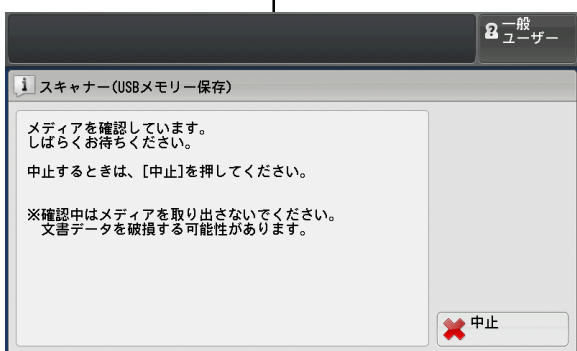 一般
ユーザー
スキャナー(USBメモリー保存)
メディアを確認しています。
しばらくお待ちください。
中止するときは、[中止]を押してください。
※確認中はメディアを取り出さないでください。
文書データを破損する可能性があります。
中止